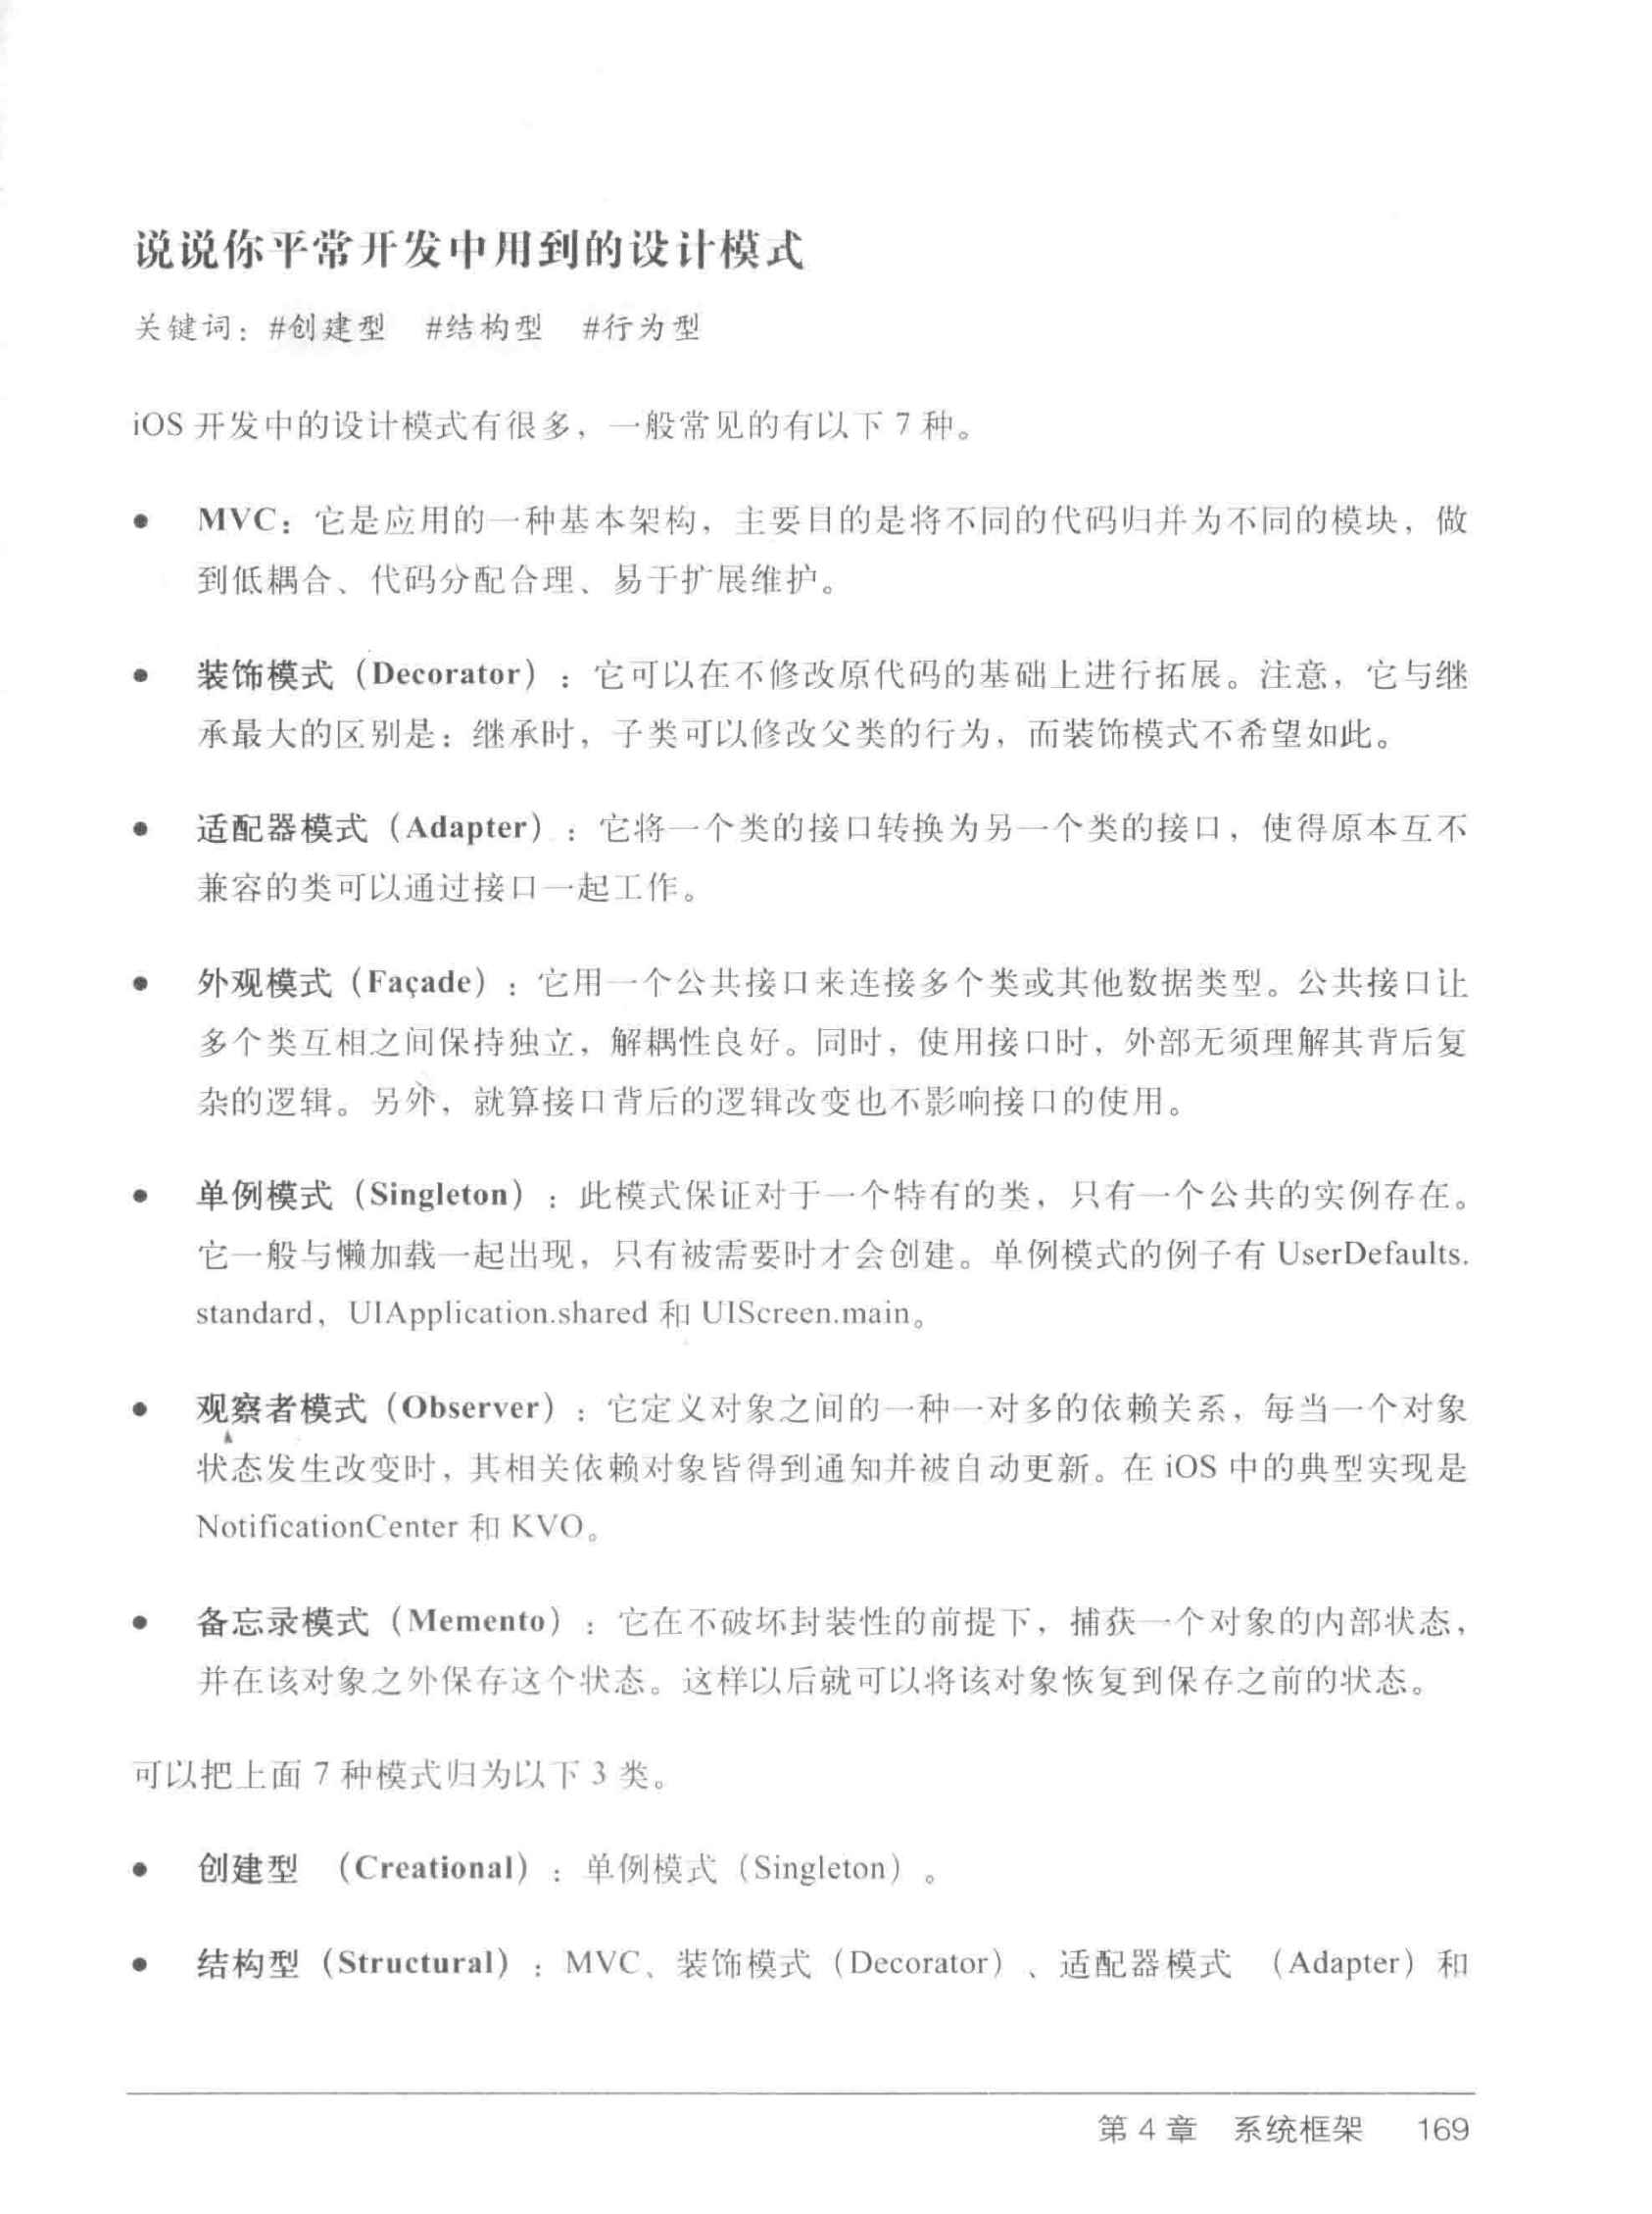 说说你平常开发中用到的设计模式
关键词：#创建型 #结构型 #行为型
iOS 开发中的设计模式有很多，一般常见的有以下 7 种。
● MVC：它是应用的一种基本架构，主要目的是将不同的代码归并为不同的模块，做
到低耦合、代码分配合理、易于扩展维护。
● 装饰模式（Decorator）：它可以在不修改原代码的基础上进行拓展。注意，它与继
承最大的区别是：继承时，子类可以修改父类的行为，而装饰模式不希望如此。
● 适配器模式（Adapter）：它将一个类的接口转换为另一个类的接口，使得原本互不
兼容的类可以通过接口一起工作。
● 外观模式（Façade）：它用一个公共接口来连接多个类或其他数据类型。公共接口让
多个类互相之间保持独立，解耦性良好。同时，使用接口时，外部无须理解其背后复
杂的逻辑。另外，就算接口背后的逻辑改变也不影响接口的使用。
● 单例模式（Singleton）：此模式保证对于一个特有的类，只有一个公共的实例存在。
它一般与懒加载一起出现，只有被需要时才会创建。单例模式的例子有 UserDefaults.
standard，UIApplication.shared 和 UIScreen.main。
● 观察者模式（Observer）：它定义对象之间的一种一对多的依赖关系，每当一个对象
状态发生改变时，其相关依赖对象皆得到通知并被自动更新。在 iOS 中的典型实现是
NotificationCenter 和 KVO。
● 备忘录模式（Memento）：它在不破坏封装性的前提下，捕获一个对象的内部状态，
并在该对象之外保存这个状态。这样以后就可以将该对象恢复到保存之前的状态。
可以把上面 7 种模式归为以下 3 类。
● 创建型 （Creational）：单例模式（Singleton）。
● 结构型（Structural）：MVC、装饰模式（Decorator）、适配器模式 （Adapter）和
第 4 章 系统框架 169